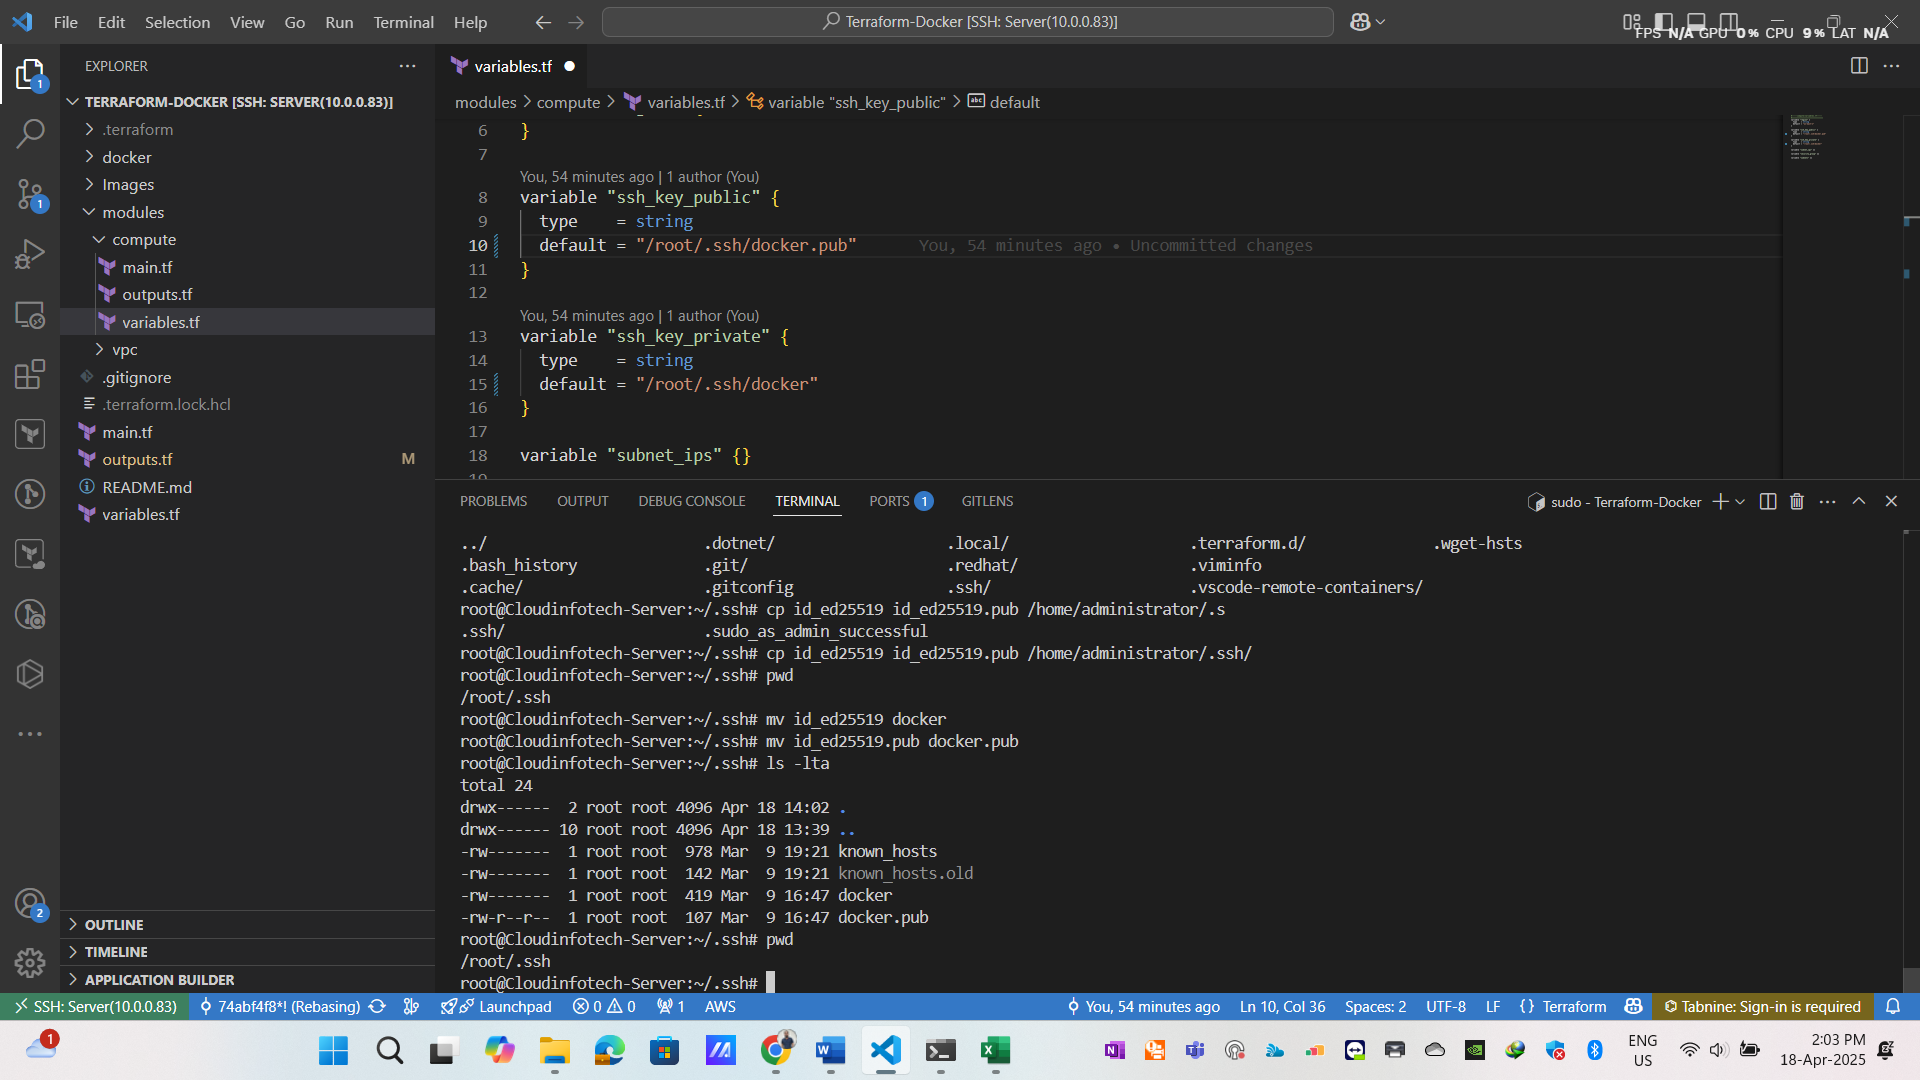 File Edit Selection View Go Run Terminal Help
Terraform-Docker [SSH: Server(10.0.0.83)]
FPS N/A GPU 0% CPU 9% LAT N/A
EXPLORER
TERRAFORM-DOCKER [SSH: SERVER(10.0.0.83)]
.terraform
docker
Images
modules
compute
main.tf
outputs.tf
variables.tf
vpc
.gitignore
.terraform.lock.hcl
main.tf
outputs.tf M
README.md
variables.tf
OUTLINE
TIMELINE
APPLICATION BUILDER
1
1
2
variables.tf
modules > compute > variables.tf > variable "ssh_key_public" > default
6 }
7
You, 54 minutes ago | 1 author (You)
8 variable "ssh_key_public" {
9 type = string
10 default = "/root/.ssh/docker.pub" You, 54 minutes ago • Uncommitted changes
11 }
12
You, 54 minutes ago | 1 author (You)
13 variable "ssh_key_private" {
14 type = string
15 default = "/root/.ssh/docker"
16 }
17
18 variable "subnet_ips" {}
PROBLEMS OUTPUT DEBUG CONSOLE TERMINAL PORTS 1 GITLENS
sudo - Terraform-Docker
../ .dotnet/ .local/ .terraform.d/ .wget-hsts
.bash_history .git/ .redhat/ .viminfo
.cache/ .gitconfig .ssh/ .vscode-remote-containers/
root@Cloudinfotech-Server:~/.ssh# cp id_ed25519 id_ed25519.pub /home/administrator/.s
.ssh/ .sudo_as_admin_successful
root@Cloudinfotech-Server:~/.ssh# cp id_ed25519 id_ed25519.pub /home/administrator/.ssh/
root@Cloudinfotech-Server:~/.ssh# pwd
/root/.ssh
root@Cloudinfotech-Server:~/.ssh# mv id_ed25519 docker
root@Cloudinfotech-Server:~/.ssh# mv id_ed25519.pub docker.pub
root@Cloudinfotech-Server:~/.ssh# ls -lta
total 24
drwx------ 2 root root 4096 Apr 18 14:02 .
drwx------ 10 root root 4096 Apr 18 13:39 ..
-rw------- 1 root root 978 Mar 9 19:21 known_hosts
-rw------- 1 root root 142 Mar 9 19:21 known_hosts.old
-rw------- 1 root root 419 Mar 9 16:47 docker
-rw-r--r-- 1 root root 107 Mar 9 16:47 docker.pub
root@Cloudinfotech-Server:~/.ssh# pwd
/root/.ssh
root@Cloudinfotech-Server:~/.ssh#
SSH: Server(10.0.0.83) 74abf4f8*! (Rebasing) Launchpad 0 0 1 AWS You, 54 minutes ago Ln 10, Col 36 Spaces: 2 UTF-8 LF {} Terraform Tabnine: Sign-in is required
1
ENG
US
2:03 PM
18-Apr-2025